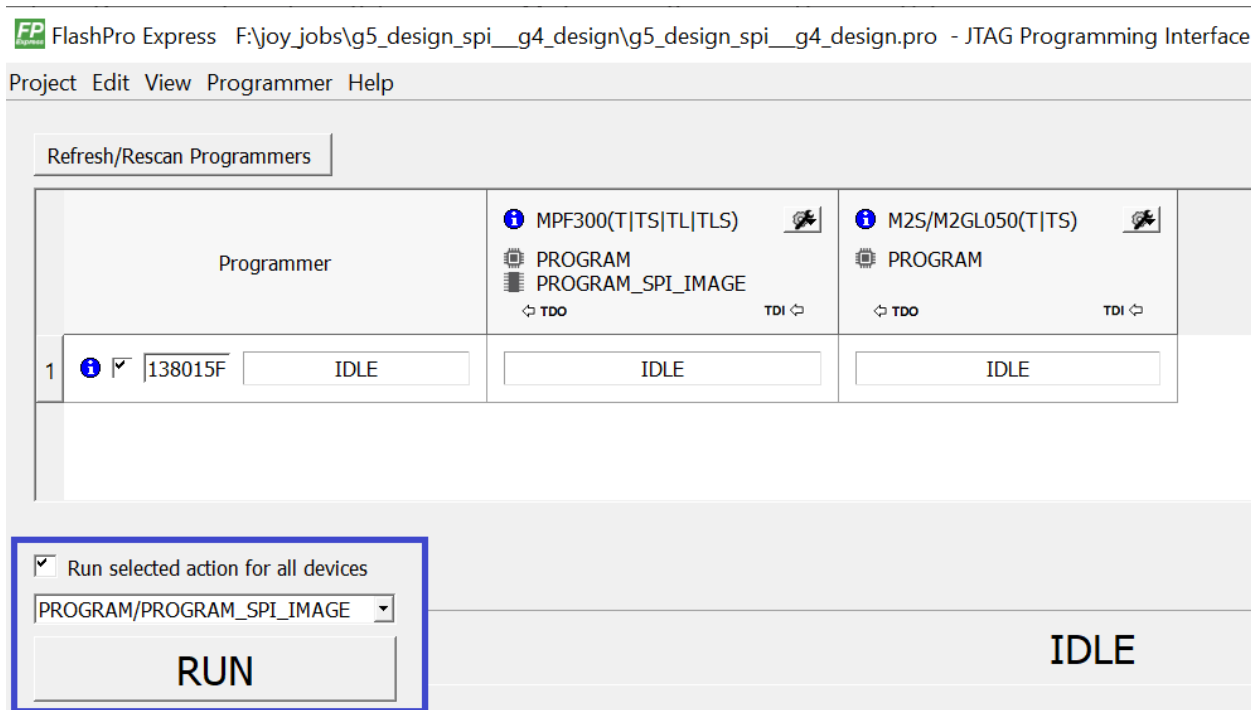 FP Express FlashPro Express F:\joy_jobs\g5_design_spi__g4_design\g5_design_spi__g4_design.pro - JTAG Programming Interface
Project Edit View Programmer Help
Refresh/Rescan Programmers
Programmer
MPF300(T|TS|TL|TLS)
PROGRAM
PROGRAM_SPI_IMAGE
TDO TDI
M2S/M2GL050(T|TS)
PROGRAM
TDO TDI
1 138015F IDLE IDLE IDLE
Run selected action for all devices
PROGRAM/PROGRAM_SPI_IMAGE
RUN
IDLE